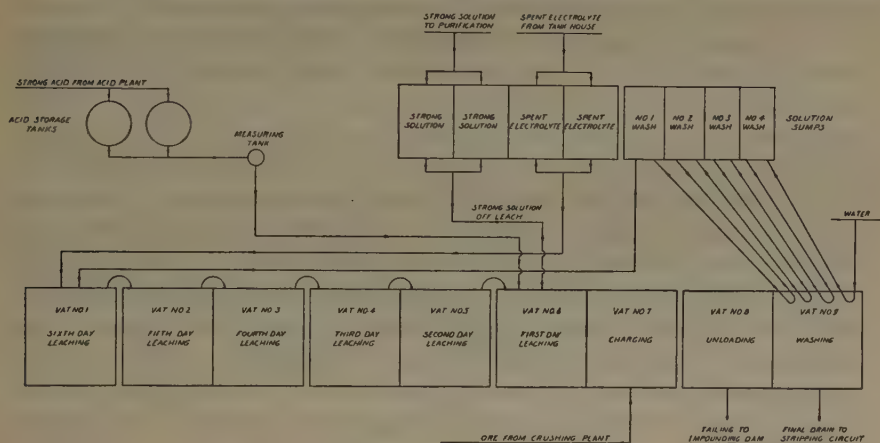 STRONG SOLUTION
TO PURIFICATION
SPENT ELECTROLYTE
FROM TANK HOUSE
STRONG ACID FROM ACID PLANT
ACID STORAGE
TANKS
MEASURING
TANK
STRONG
SOLUTION
STRONG
SOLUTION
SPENT
ELECTROLYTE
SPENT
ELECTROLYTE
NO 1
WASH
NO 2
WASH
NO 3
WASH
NO 4
WASH
SOLUTION
SUMPS
STRONG SOLUTION
OFF LEACH
WATER
VAT NO 1
SIXTH DAY
LEACHING
VAT NO 2
FIFTH DAY
LEACHING
VAT NO 3
FOURTH DAY
LEACHING
VAT NO 4
THIRD DAY
LEACHING
VAT NO 5
SECOND DAY
LEACHING
VAT NO 6
FIRST DAY
LEACHING
VAT NO 7
CHARGING
VAT NO 8
UNLOADING
VAT NO 9
WASHING
ORE FROM CRUSHING PLANT
TAILING TO
IMPOUNDING DAM
FINAL DRAIN TO
STRIPPING CIRCUIT